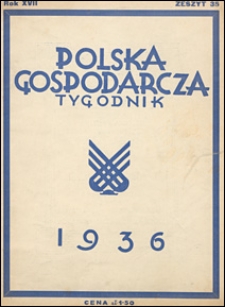 Rok XVII ZESZYT 35
POLSKA
GOSPODARCZA
TYGODNIK
1936
CENA zł 1·50